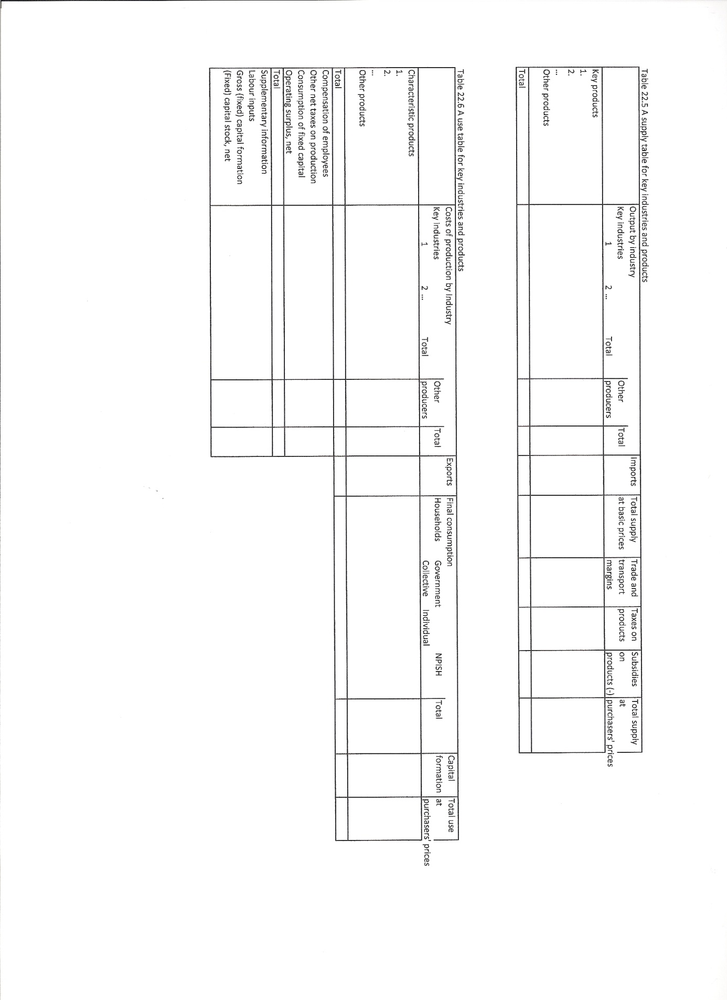 Table 22.5 A supply table for key industries and products
Output by industry Imports Total supply Trade and Taxes on Subsidies Total supply
Key industries Other Total at basic prices transport products on at
1 2 ... Total producers margins products (-) purchasers' prices
Key products
1.
2.
...
Other products
Total
Table 22.6 A use table for key industries and products
Costs of production by Industry Exports Final consumption Capital Total use
Key industries Other Total Households Government NPISH Total formation at
1 2 ... Total producers Collective Individual purchasers' prices
Characteristic products
1.
2.
...
Other products
Total
Compensation of employees
Other net taxes on production
Consumption of fixed capital
Operating surplus, net
Total
Supplementary information
Labour inputs
Gross (fixed) capital formation
(Fixed) capital stock, net